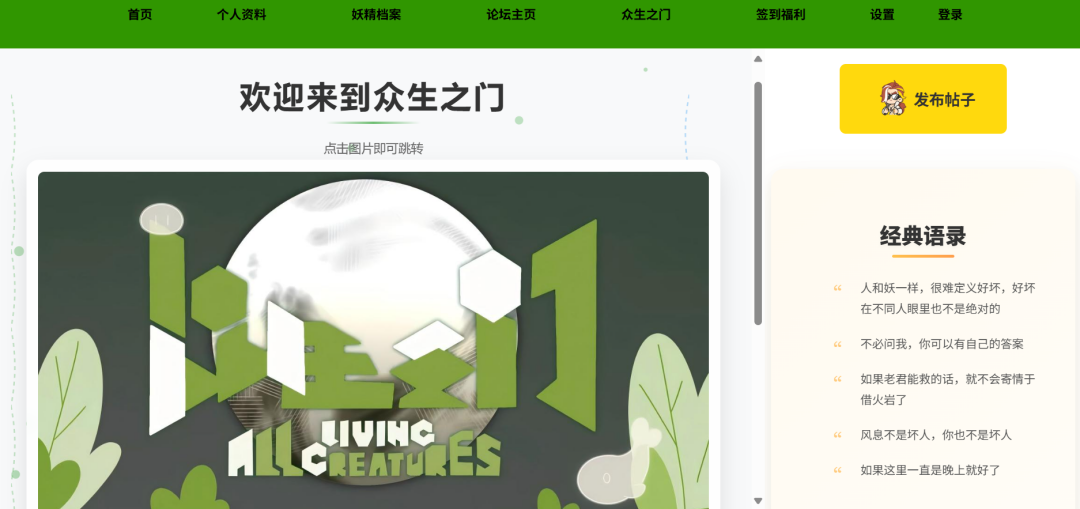 首页 个人资料 妖精档案 论坛主页 众生之门 签到福利 设置 登录
欢迎来到众生之门
点击图片即可跳转
发布帖子
众生之门
ALL LIVING CREATURES
经典语录
“ 人和妖一样，很难定义好坏，好坏
在不同人眼里也不是绝对的
“ 不必问我，你可以有自己的答案
“ 如果老君能救的话，就不会寄情于
借火岩了
“ 风息不是坏人，你也不是坏人
“ 如果这里一直是晚上就好了